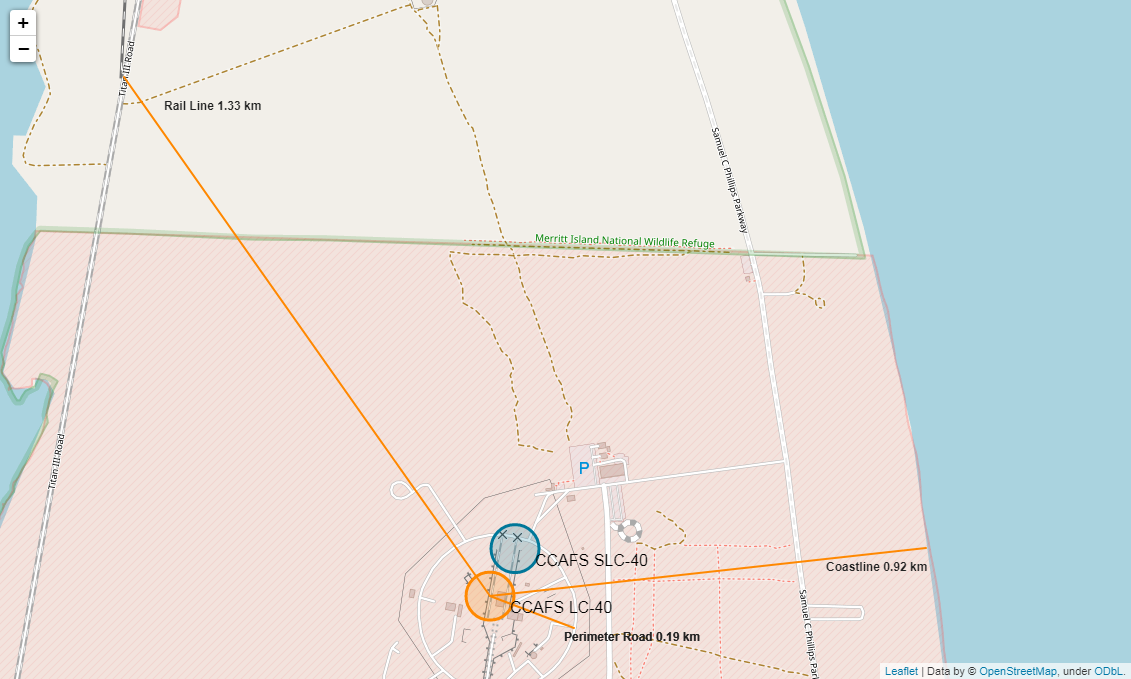 +
−
Titan III Road
Rail Line 1.33 km
Samuel C Phillips Parkway
Merritt Island National Wildlife Refuge
Titan III Road
P
CCAFS SLC-40
Coastline 0.92 km
CCAFS LC-40
Perimeter Road 0.19 km
Samuel C Phillips Par
Leaflet | Data by © OpenStreetMap, under ODbL.